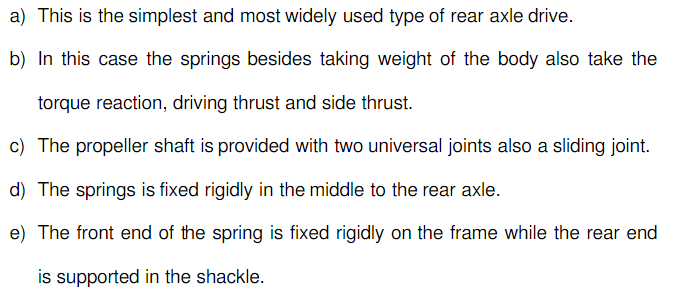 a) This is the simplest and most widely used type of rear axle drive.
b) In this case the springs besides taking weight of the body also take the
torque reaction, driving thrust and side thrust.
c) The propeller shaft is provided with two universal joints also a sliding joint.
d) The springs is fixed rigidly in the middle to the rear axle.
e) The front end of the spring is fixed rigidly on the frame while the rear end
is supported in the shackle.